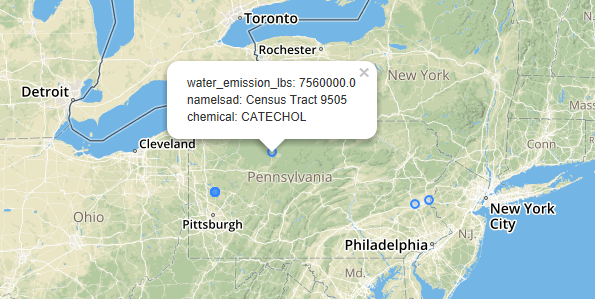 Toronto
Rochester
New York
Mass
Detroit
water_emission_lbs: 7560000.0
namelsad: Census Tract 9505
chemical: CATECHOL
×
Cleveland
Conn.
Pennsylvania
Ohio
Pittsburgh
New York
City
Philadelphia
N.J.
Md.
Del